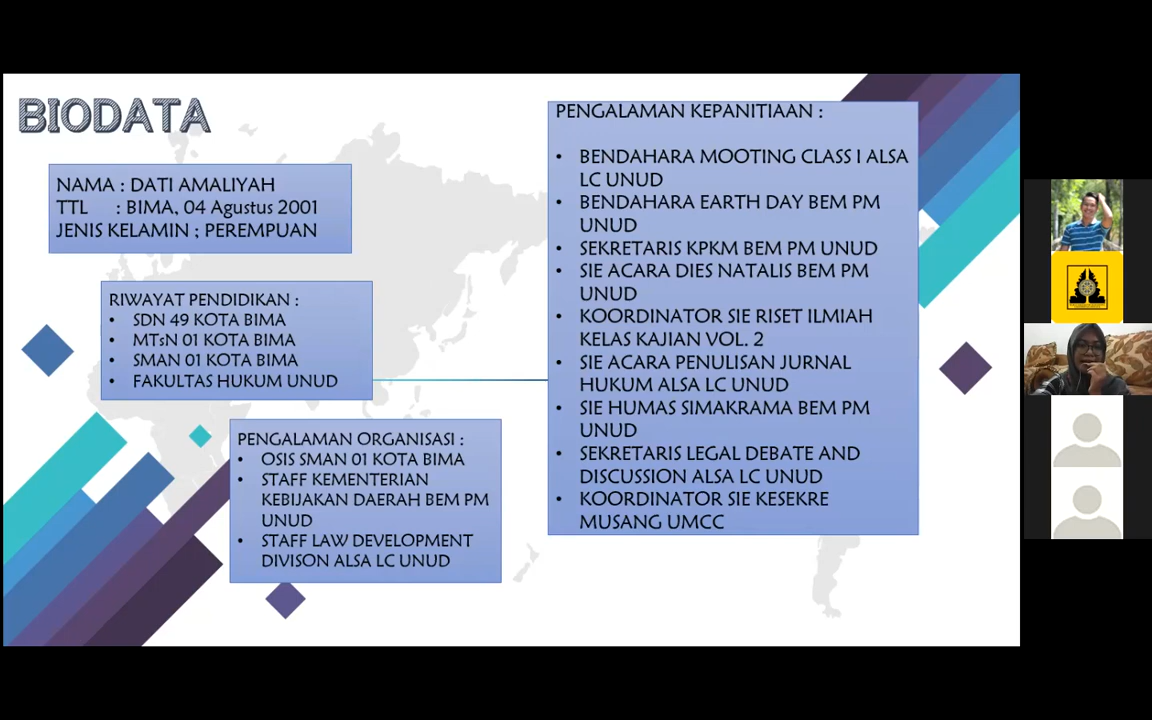 BIODATA
NAMA : DATI AMALIYAH
TTL : BIMA, 04 Agustus 2001
JENIS KELAMIN ; PEREMPUAN
RIWAYAT PENDIDIKAN :
• SDN 49 KOTA BIMA
• MTsN 01 KOTA BIMA
• SMAN 01 KOTA BIMA
• FAKULTAS HUKUM UNUD
PENGALAMAN ORGANISASI :
• OSIS SMAN 01 KOTA BIMA
• STAFF KEMENTERIAN
KEBIJAKAN DAERAH BEM PM
UNUD
• STAFF LAW DEVELOPMENT
DIVISON ALSA LC UNUD
PENGALAMAN KEPANITIAAN :
• BENDAHARA MOOTING CLASS I ALSA
LC UNUD
• BENDAHARA EARTH DAY BEM PM
UNUD
• SEKRETARIS KPKM BEM PM UNUD
• SIE ACARA DIES NATALIS BEM PM
UNUD
• KOORDINATOR SIE RISET ILMIAH
KELAS KAJIAN VOL. 2
• SIE ACARA PENULISAN JURNAL
HUKUM ALSA LC UNUD
• SIE HUMAS SIMAKRAMA BEM PM
UNUD
• SEKRETARIS LEGAL DEBATE AND
DISCUSSION ALSA LC UNUD
• KOORDINATOR SIE KESEKRE
MUSANG UMCC